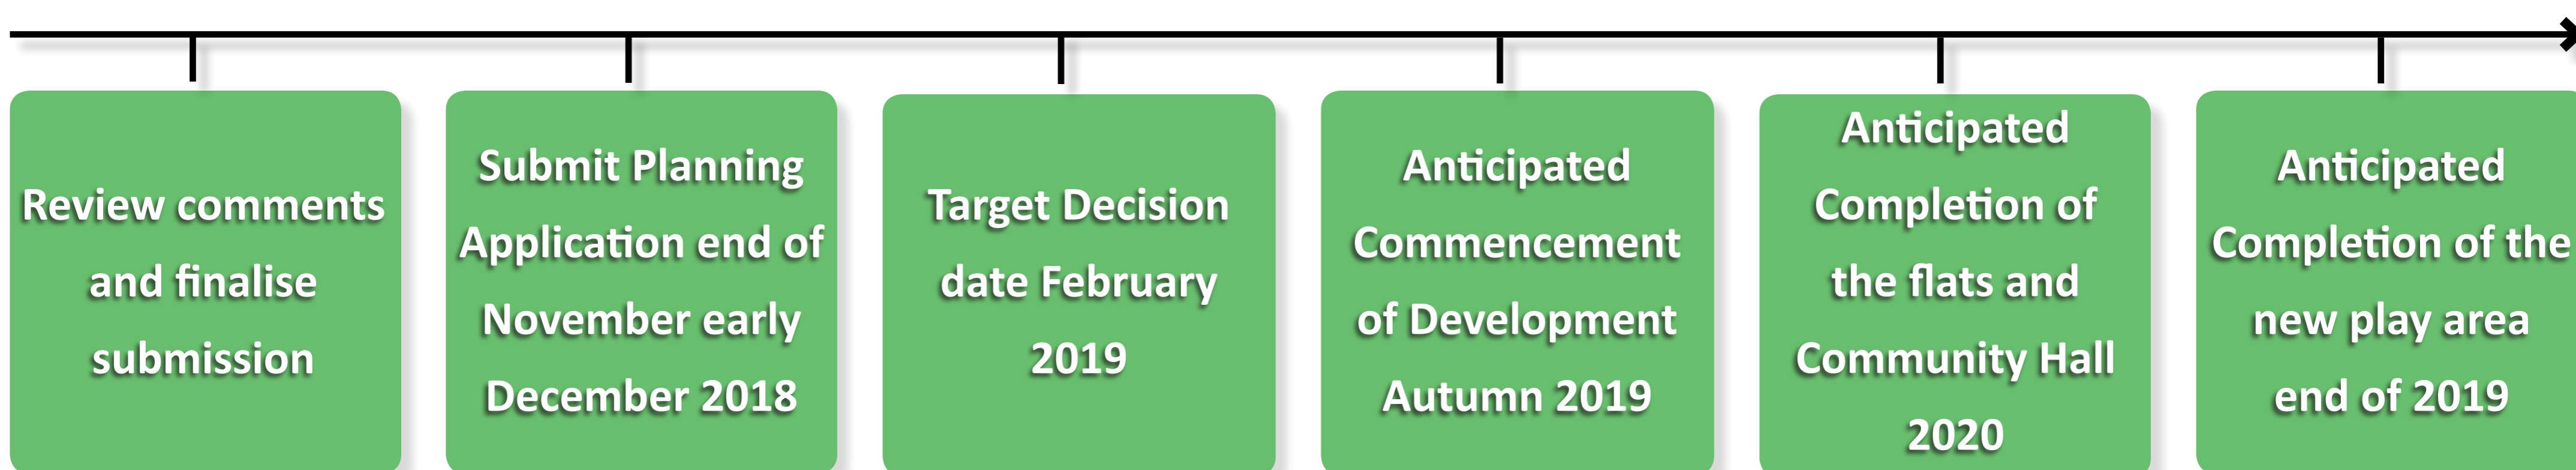 Review comments
and finalise
submission
Submit Planning
Application end of
November early
December 2018
Target Decision
date February
2019
Anticipated
Commencement
of Development
Autumn 2019
Anticipated
Completion of
the flats and
Community Hall
2020
Anticipated
Completion of the
new play area
end of 2019